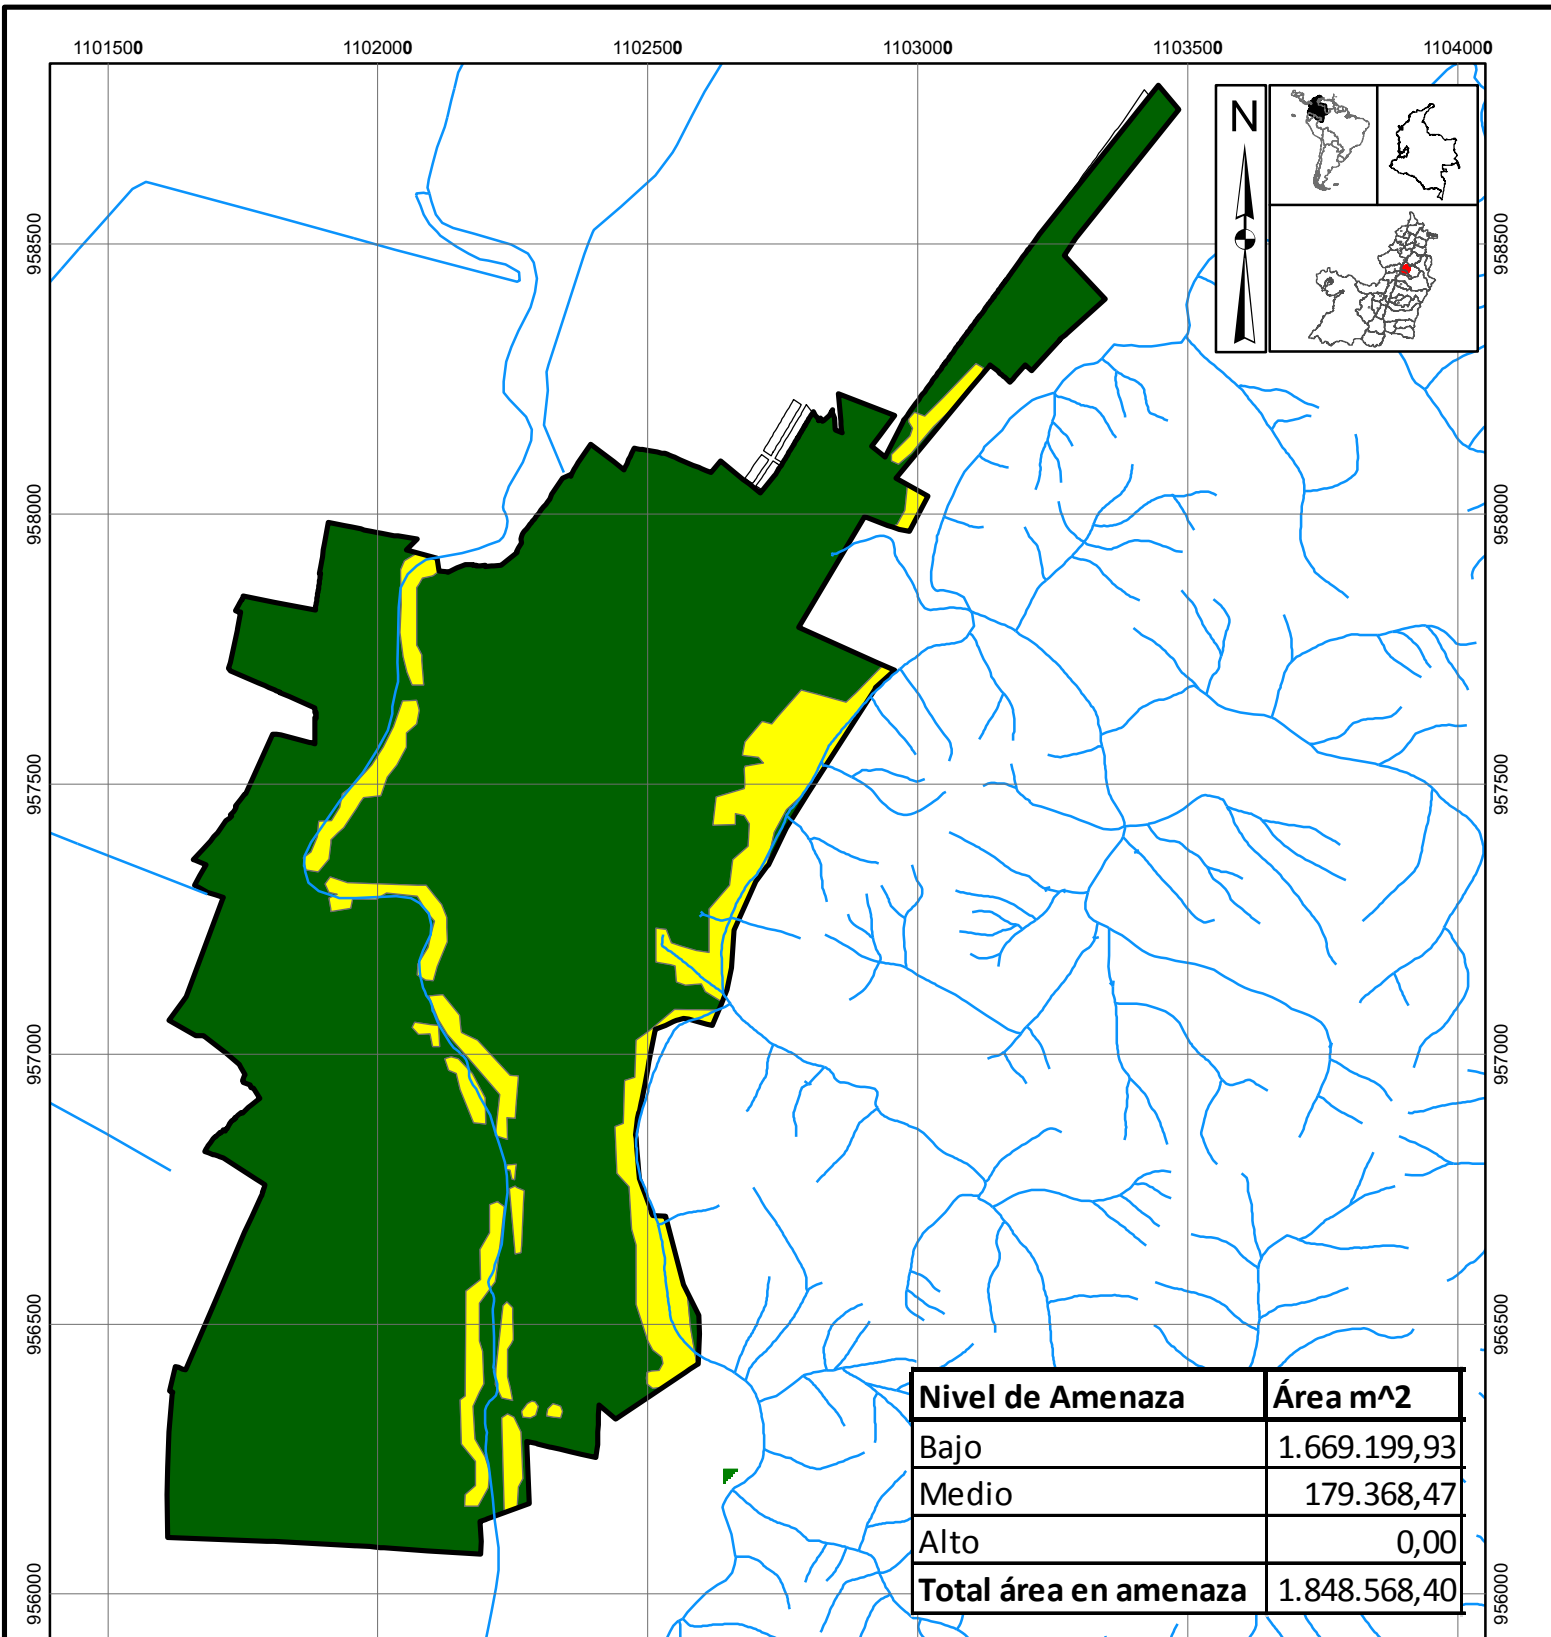 1101500 1102000 1102500 1103000 1103500 1104000
N
958500 958500
958000 958000
957500 957500
957000 957000
956500 956500
956000 956000
Nivel de Amenaza Área m^2
Bajo 1.669.199,93
Medio 179.368,47
Alto 0,00
Total área en amenaza 1.848.568,40